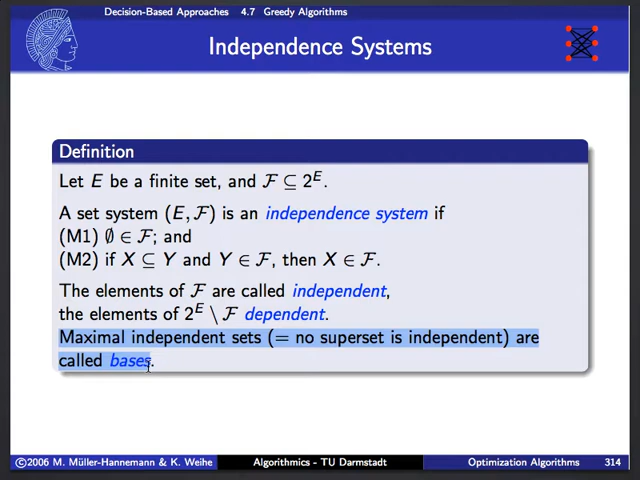 Decision-Based Approaches 4.7 Greedy Algorithms
Independence Systems
Definition
Let E be a finite set, and ℱ ⊆ 2^E.
A set system (E, ℱ) is an independence system if
(M1) ∅ ∈ ℱ; and
(M2) if X ⊆ Y and Y ∈ ℱ, then X ∈ ℱ.
The elements of ℱ are called independent,
the elements of 2^E \ ℱ dependent.
Maximal independent sets (= no superset is independent) are
called bases.
©2006 M. Müller-Hannemann & K. Weihe Algorithmics - TU Darmstadt Optimization Algorithms 314